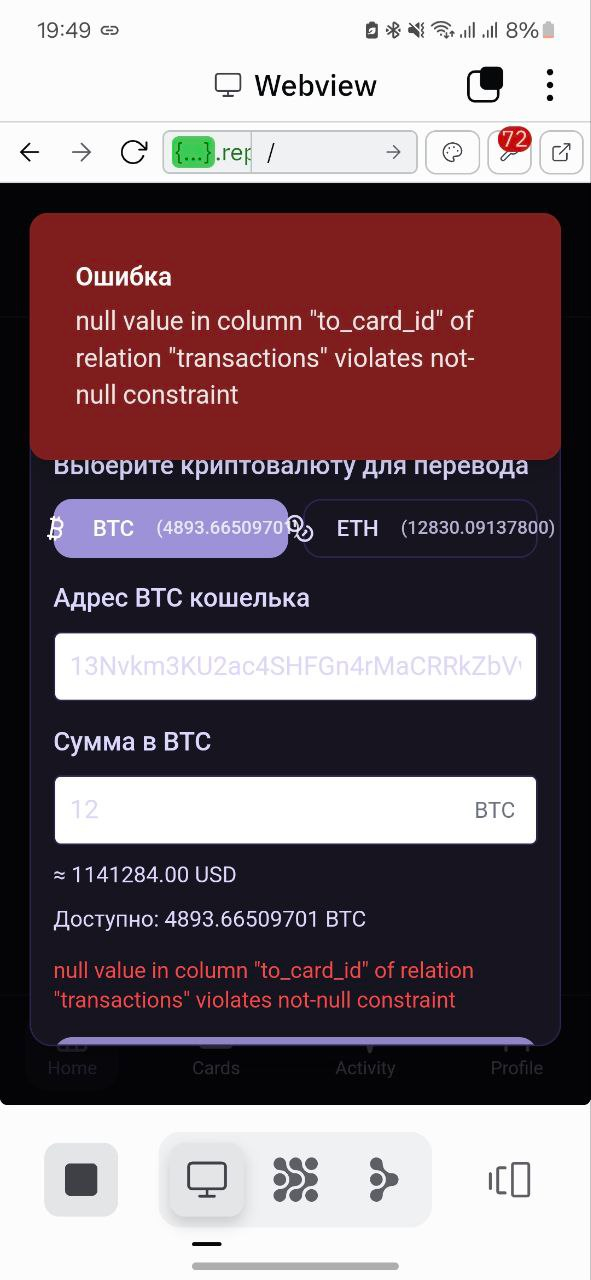 19:49
8%
Webview
{...}.rep
/
72
Ошибка
null value in column "to_card_id" of
relation "transactions" violates not-
null constraint
Выберите криптовалюту для перевода
BTC (4893.66509701)
ETH (12830.09137800)
Адрес BTC кошелька
13Nvkm3KU2ac4SHFGn4rMaCRRkZbV
Сумма в BTC
12
BTC
≈ 1141284.00 USD
Доступно: 4893.66509701 BTC
null value in column "to_card_id" of relation
"transactions" violates not-null constraint
Home
Cards
Activity
Profile